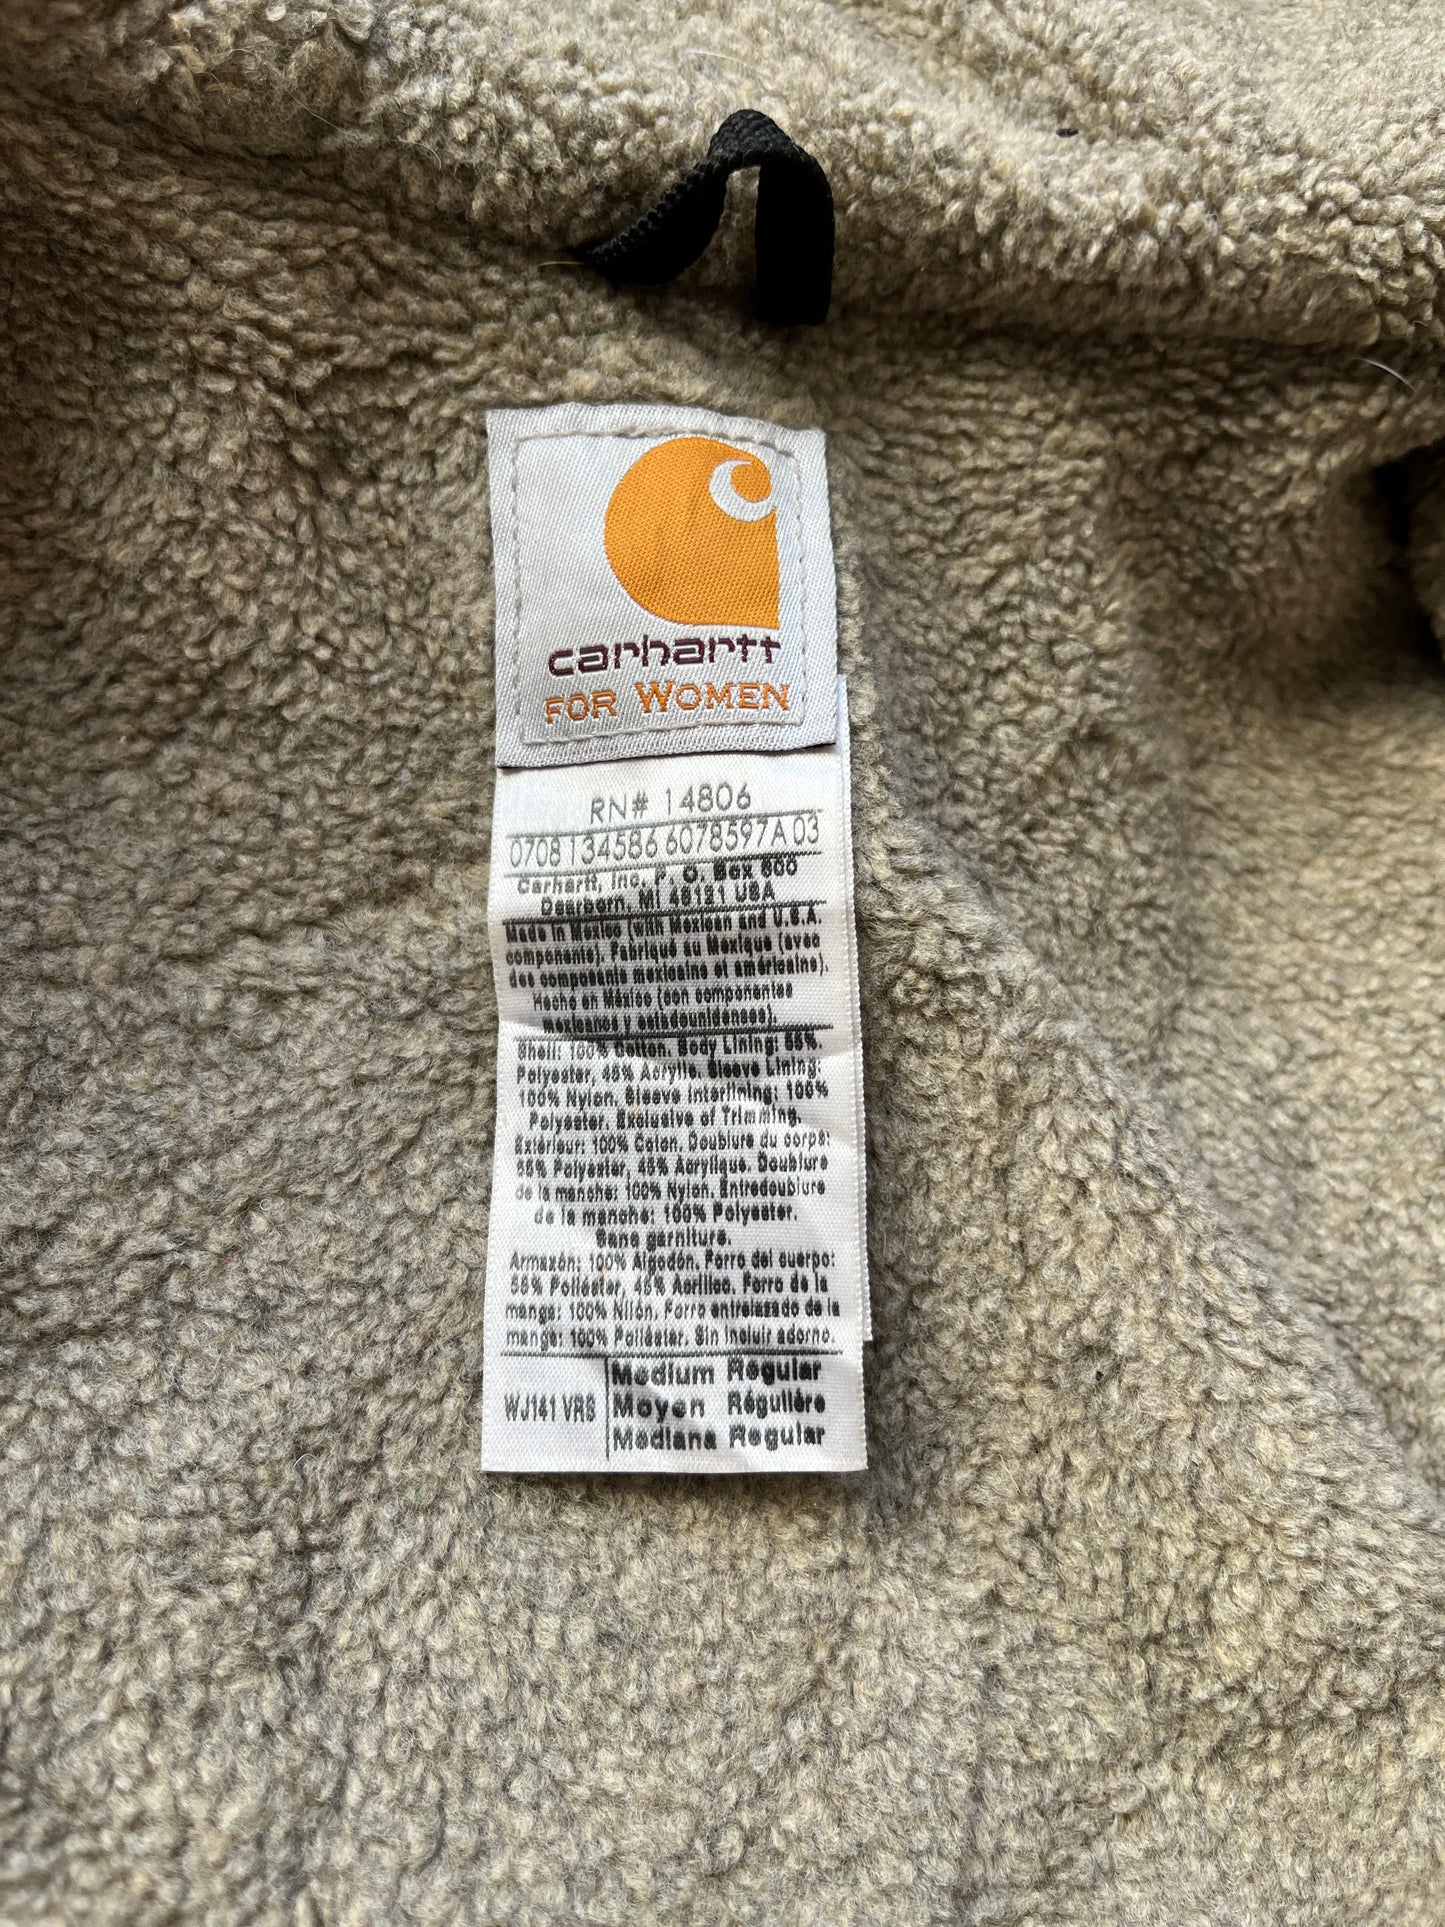 carhartt
FOR WOMEN
RN# 14806
0708 134586 6078597A 03
Carhartt, Inc. P. O. Box 600
Dearborn, MI 48121 USA
Made in Mexico (with Mexican and U.S.A.
components). Fabriqué au Mexique (avec
des composants mexicains et américains).
Hecho en México (con componentes
mexicanos y estadounidenses).
Shell: 100% Cotton. Body Lining: 55%
Polyester, 45% Acrylic. Sleeve Lining:
100% Nylon. Sleeve Interlining: 100%
Polyester. Exclusive of Trimming.
Extérieur: 100% Coton. Doublure du corps:
55% Polyester, 45% Acrylique. Doublure
de la manche: 100% Nylon. Entredoublure
de la manche: 100% Polyester.
Sans garniture.
Armazón: 100% Algodón. Forro del cuerpo:
55% Poliéster, 45% Acrílico. Forro de la
manga: 100% Nilón. Forro entrelazado de la
manga: 100% Poliéster. Sin incluir adorno.
WJ141 VRS
Medium Regular
Moyen Régulière
Mediana Regular